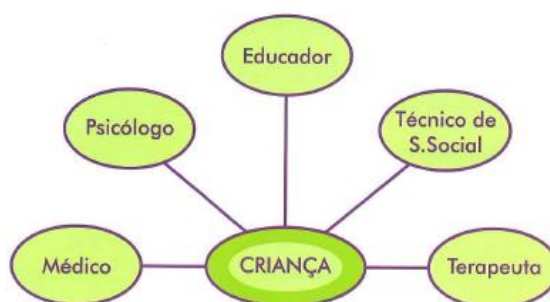 Educador
Psicólogo
Técnico de
S.Social
Médico
CRIANÇA
Terapeuta